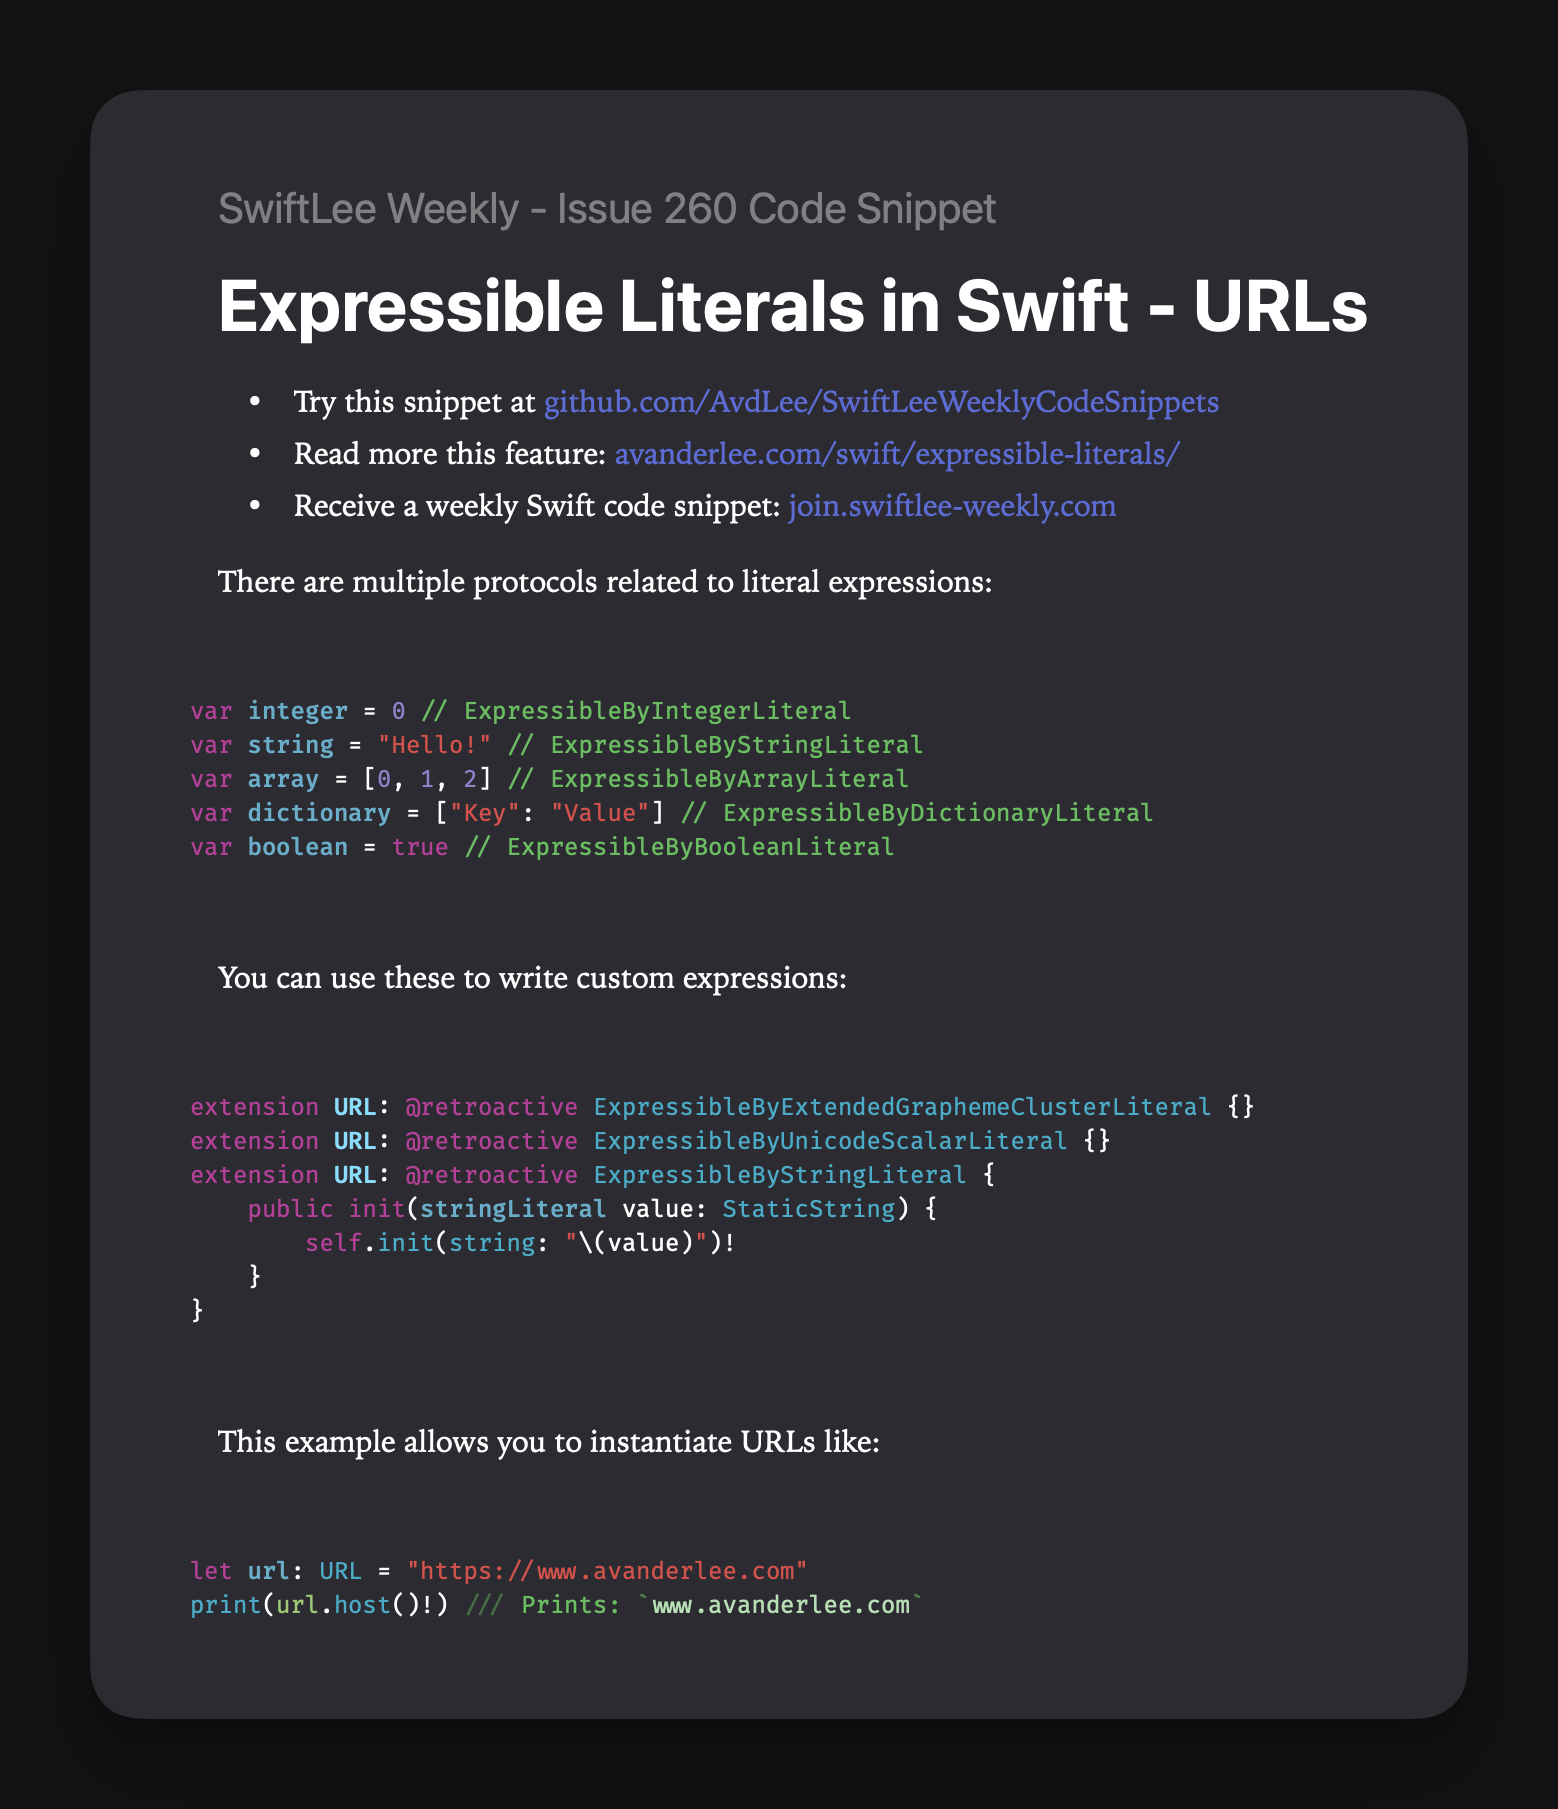 SwiftLee Weekly - Issue 260 Code Snippet
Expressible Literals in Swift - URLs
• Try this snippet at github.com/AvdLee/SwiftLeeWeeklyCodeSnippets
• Read more this feature: avanderlee.com/swift/expressible-literals/
• Receive a weekly Swift code snippet: join.swiftlee-weekly.com
There are multiple protocols related to literal expressions:
var integer = 0 // ExpressibleByIntegerLiteral
var string = "Hello!" // ExpressibleByStringLiteral
var array = [0, 1, 2] // ExpressibleByArrayLiteral
var dictionary = ["Key": "Value"] // ExpressibleByDictionaryLiteral
var boolean = true // ExpressibleByBooleanLiteral
You can use these to write custom expressions:
extension URL: @retroactive ExpressibleByExtendedGraphemeClusterLiteral {}
extension URL: @retroactive ExpressibleByUnicodeScalarLiteral {}
extension URL: @retroactive ExpressibleByStringLiteral {
    public init(stringLiteral value: StaticString) {
        self.init(string: "\(value)")!
    }
}
This example allows you to instantiate URLs like:
let url: URL = "https://www.avanderlee.com"
print(url.host()!) /// Prints: `www.avanderlee.com`